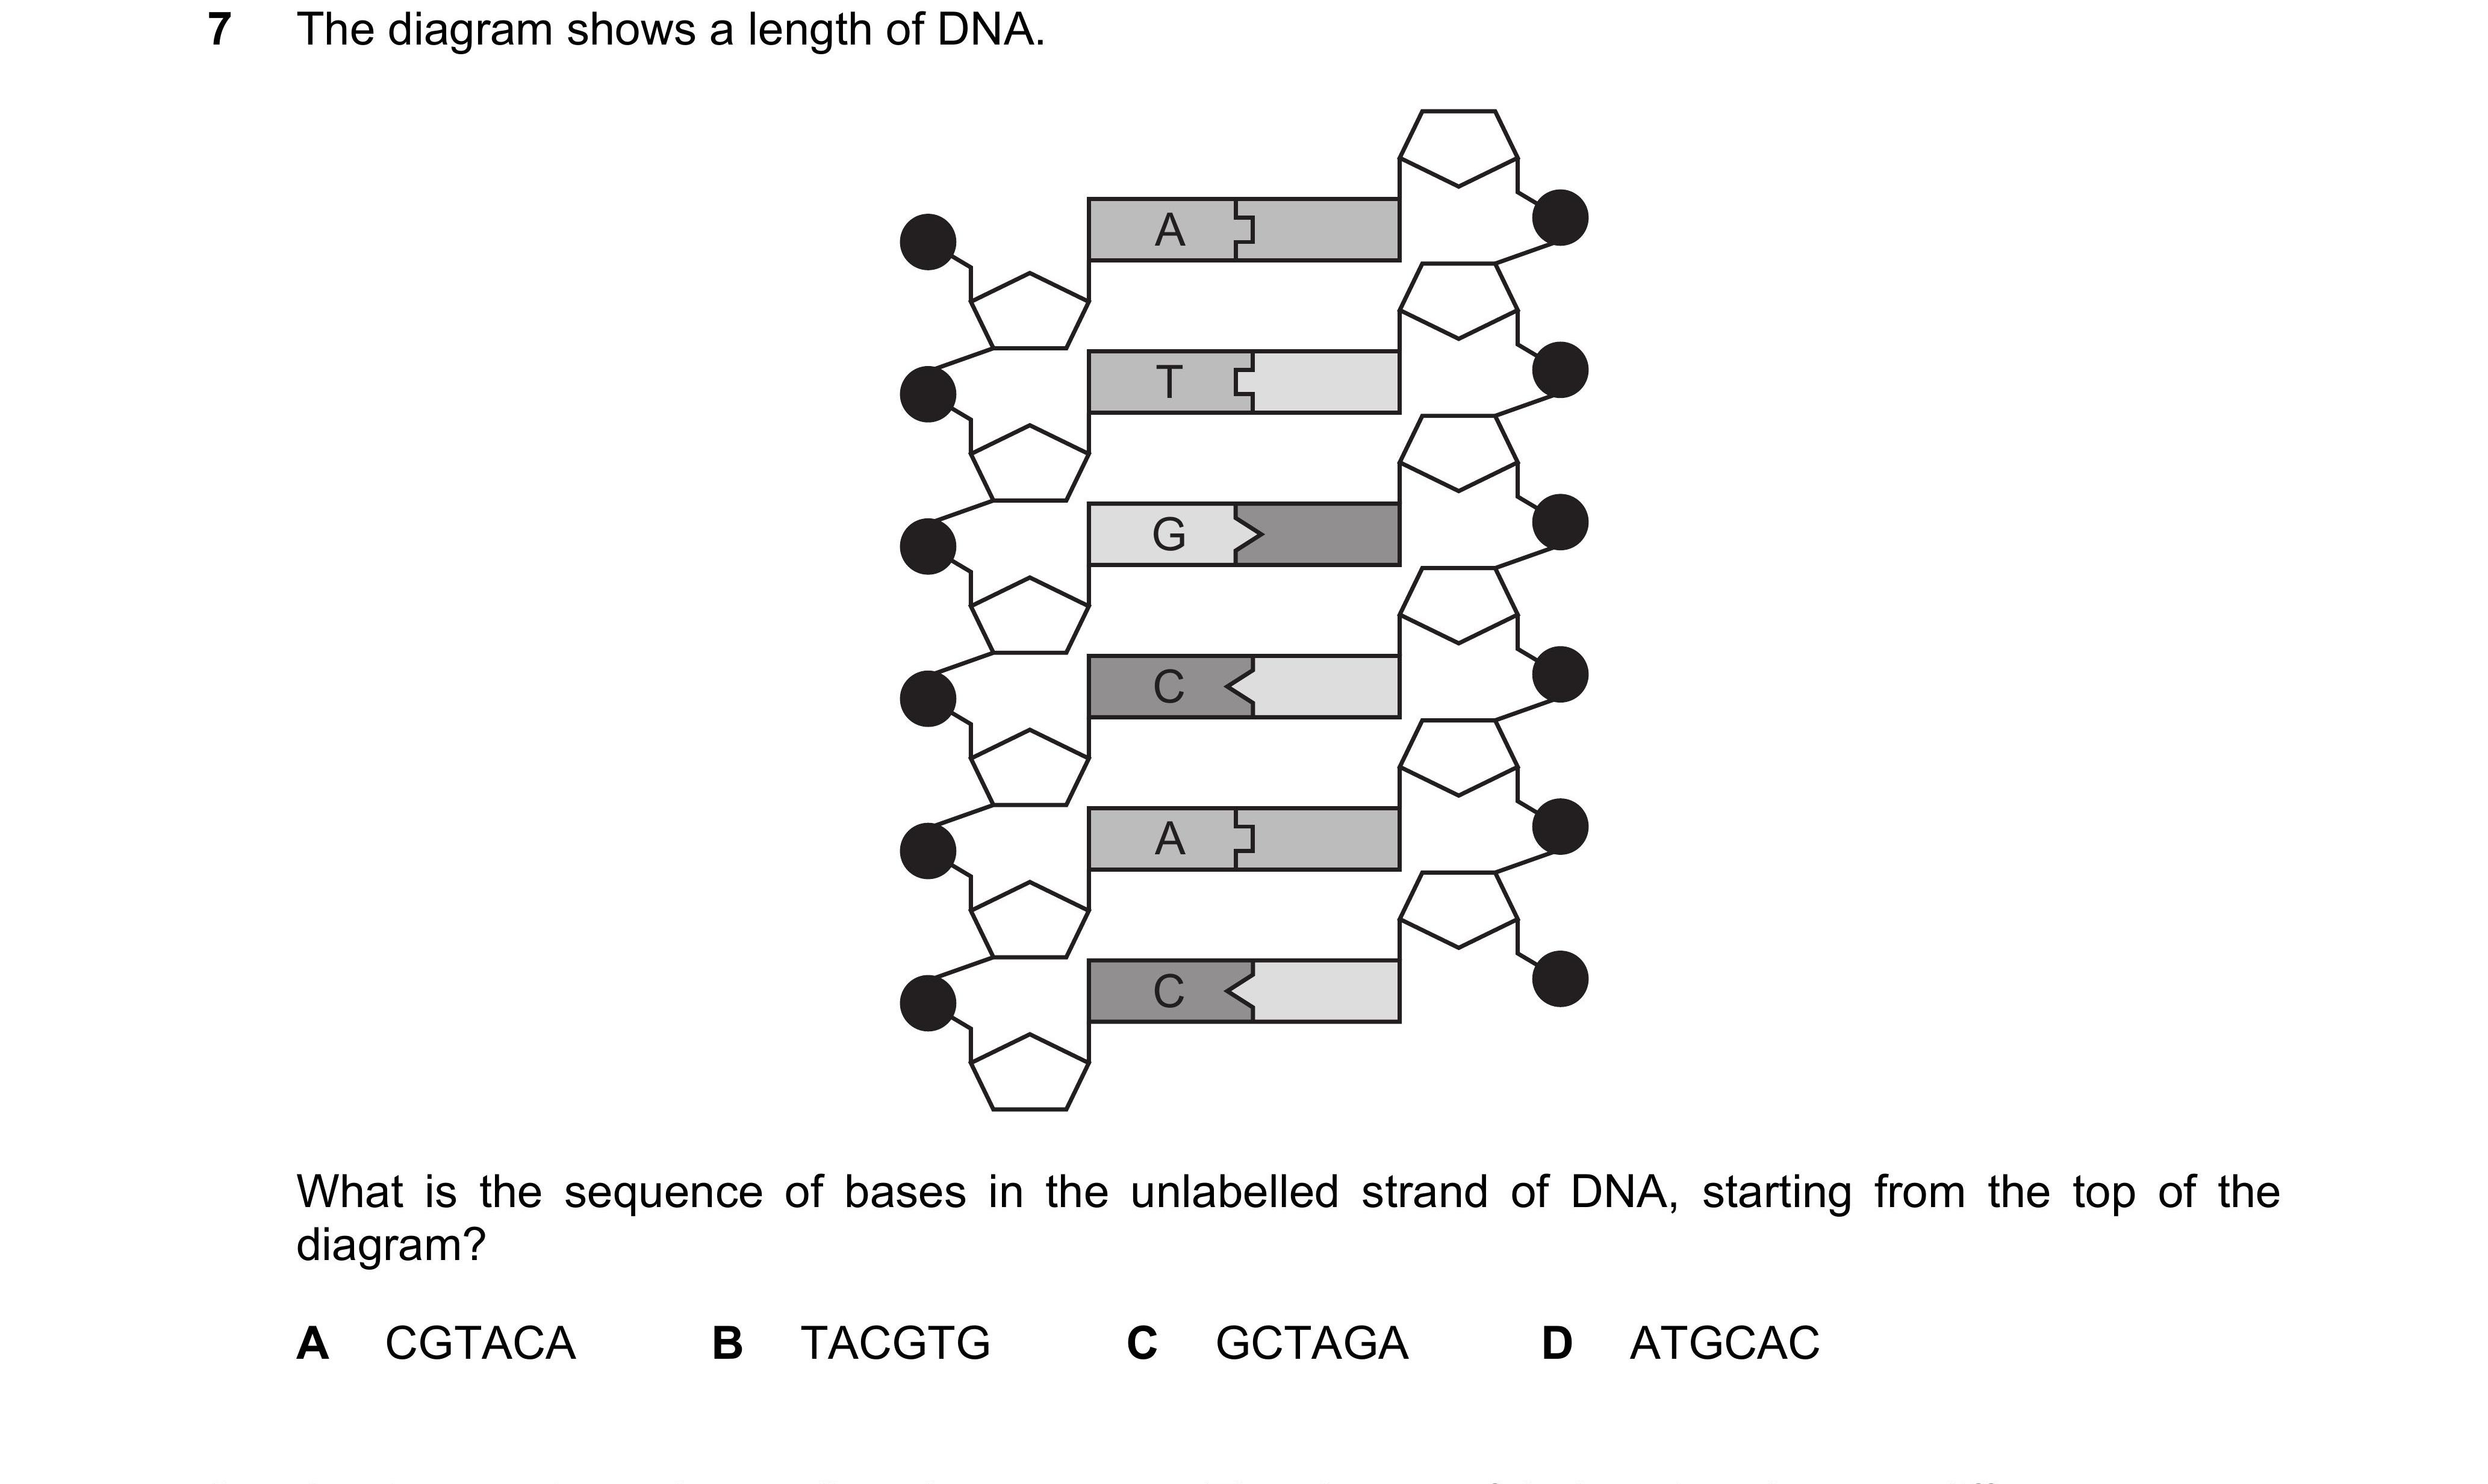 7 The diagram shows a length of DNA.
A
T
G
C
A
C
What is the sequence of bases in the unlabelled strand of DNA, starting from the top of the
diagram?
A CGTACA B TACGTG C GCTAGA D ATGCAC